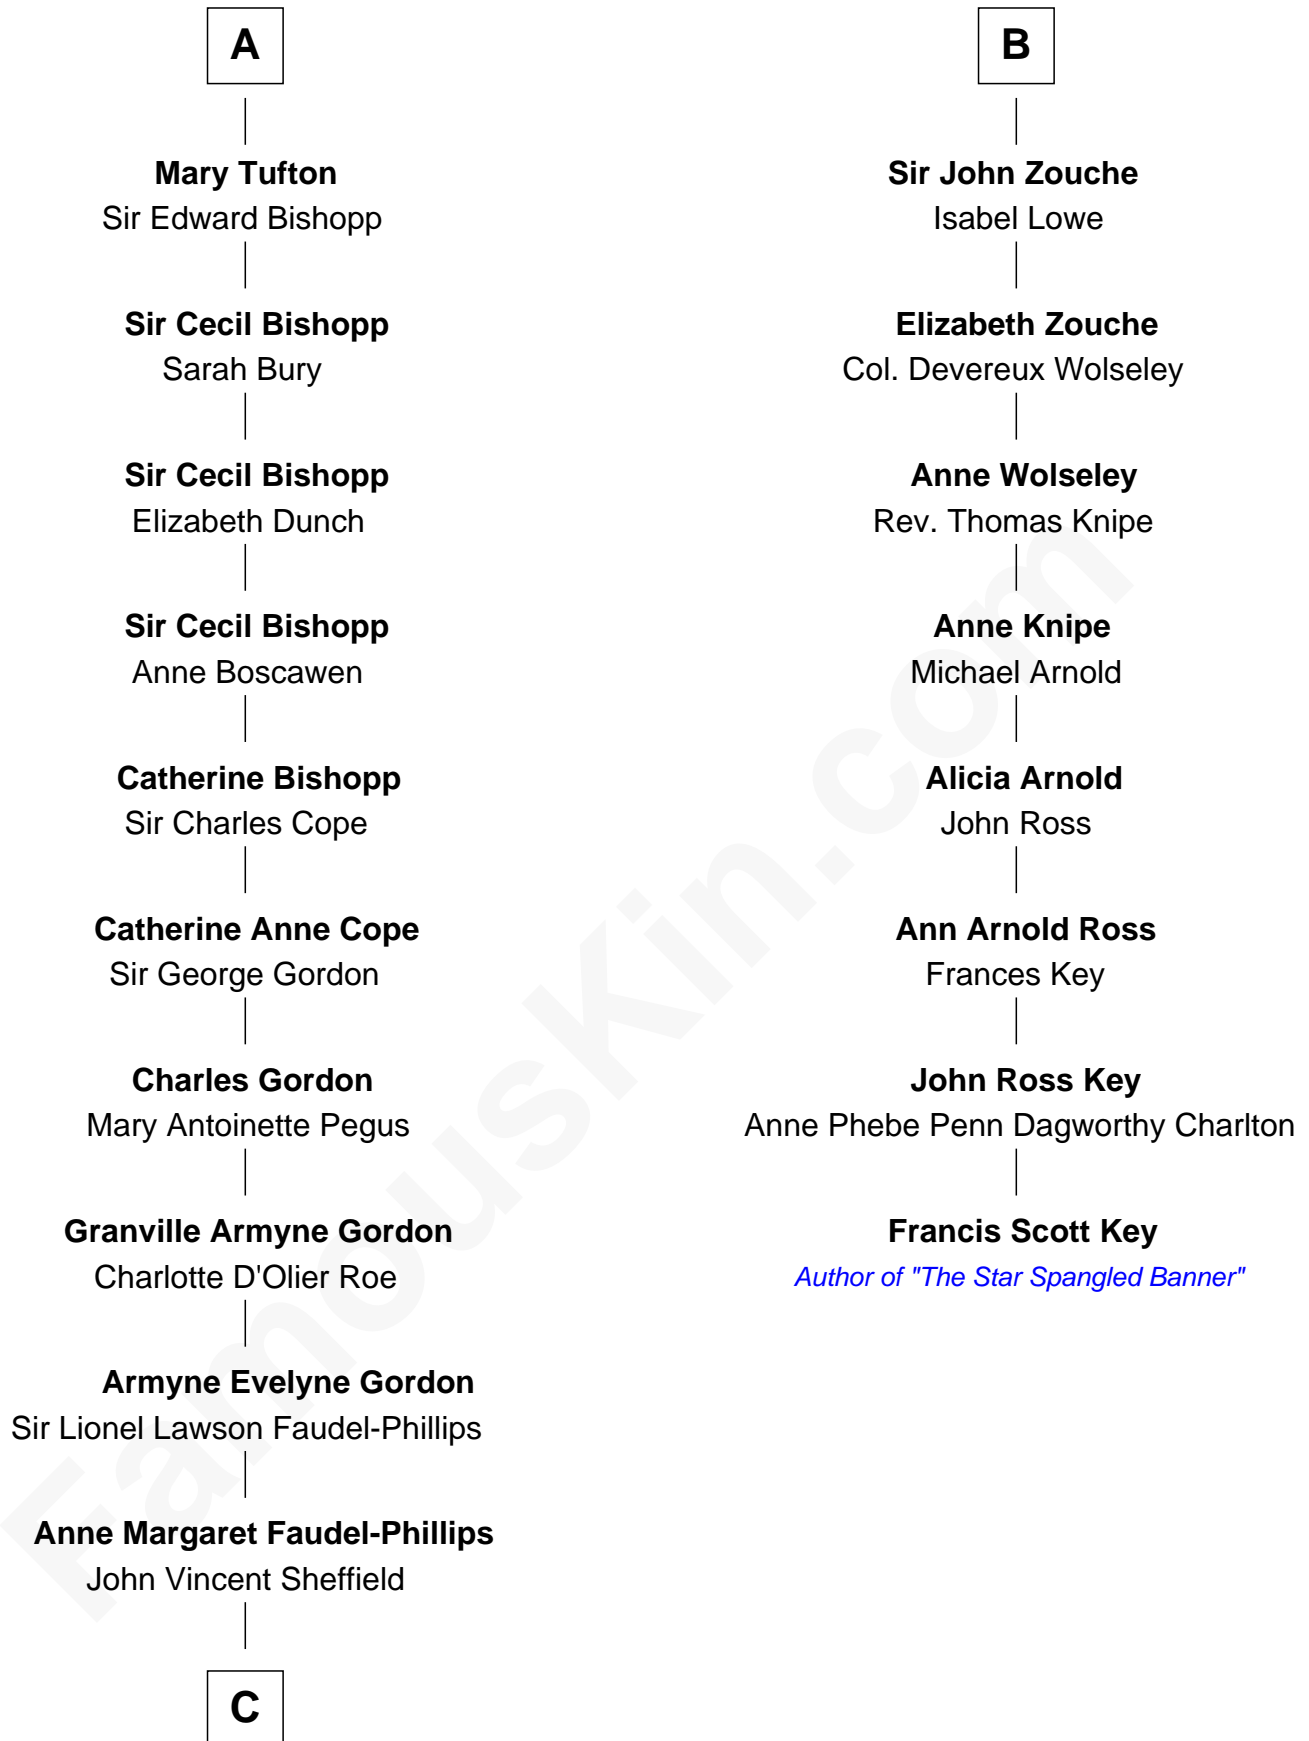 A
Mary Tufton
Sir Edward Bishopp
Sir Cecil Bishopp
Sarah Bury
Sir Cecil Bishopp
Elizabeth Dunch
Sir Cecil Bishopp
Anne Boscawen
Catherine Bishopp
Sir Charles Cope
Catherine Anne Cope
Sir George Gordon
Charles Gordon
Mary Antoinette Pegus
Granville Armyne Gordon
Charlotte D'Olier Roe
Armyne Evelyne Gordon
Sir Lionel Lawson Faudel-Phillips
Anne Margaret Faudel-Phillips
John Vincent Sheffield
C
B
Sir John Zouche
Isabel Lowe
Elizabeth Zouche
Col. Devereux Wolseley
Anne Wolseley
Rev. Thomas Knipe
Anne Knipe
Michael Arnold
Alicia Arnold
John Ross
Ann Arnold Ross
Frances Key
John Ross Key
Anne Phebe Penn Dagworthy Charlton
Francis Scott Key
Author of "The Star Spangled Banner"
FamousKin.com